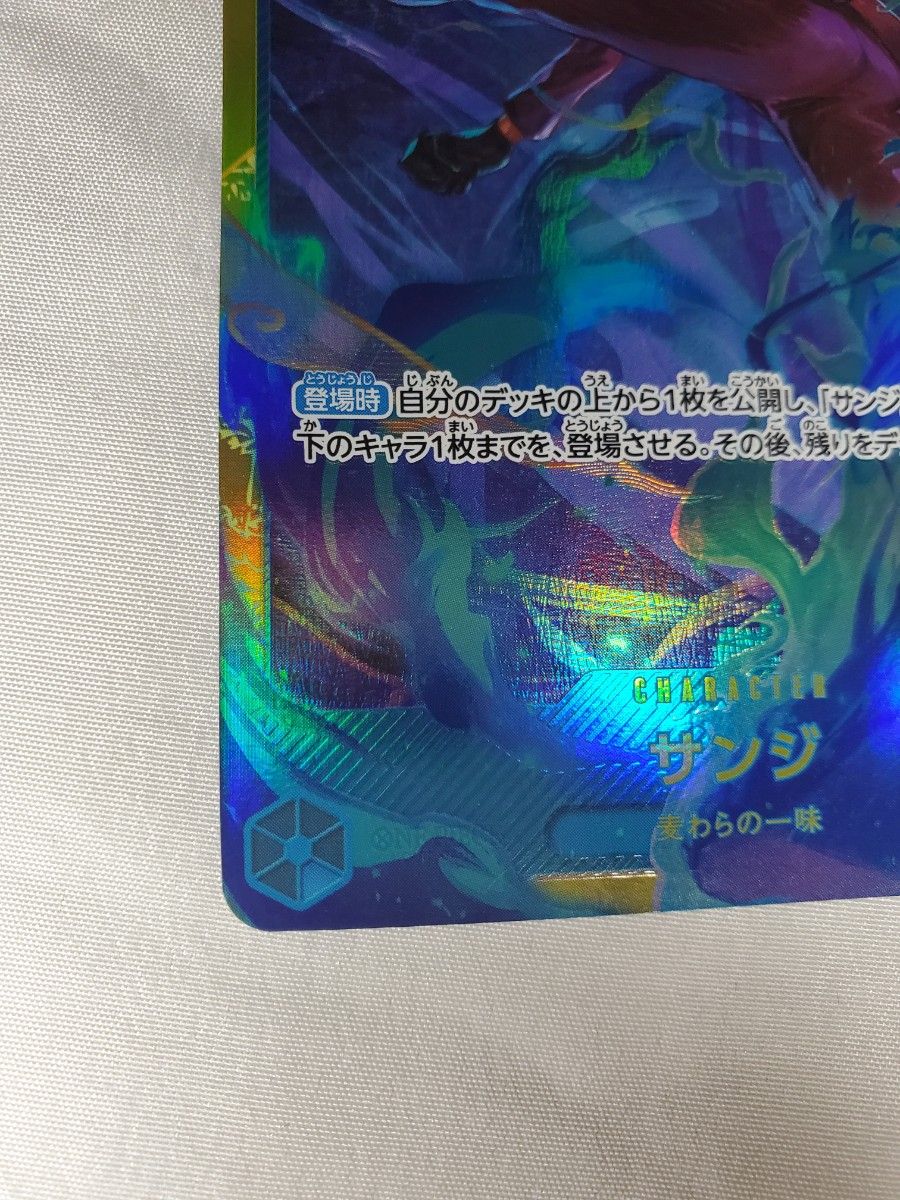 登場時 自分のデッキの上から1枚を公開し、「サンジ
下のキャラ1枚までを、登場させる。その後、残りをデ
CHARACTER
サンジ
麦わらの一味